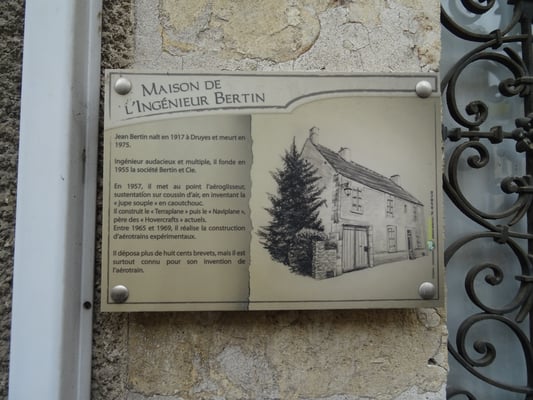 MAISON DE
L'INGÉNIEUR BERTIN
Jean Bertin naît en 1917 à Druyes et meurt en
1975.
Ingénieur audacieux et multiple, il fonde en
1955 la société Bertin et Cie.
En 1957, il met au point l'aéroglisseur,
sustentation sur coussin d'air, en inventant la
« jupe souple » en caoutchouc.
Il construit le « Terraplane » puis le « Naviplane »,
père des « Hovercrafts » actuels.
Entre 1965 et 1969, il réalise la construction
d'aérotrains expérimentaux.
Il déposa plus de huit cents brevets, mais il est
surtout connu pour son invention de
l'aérotrain.